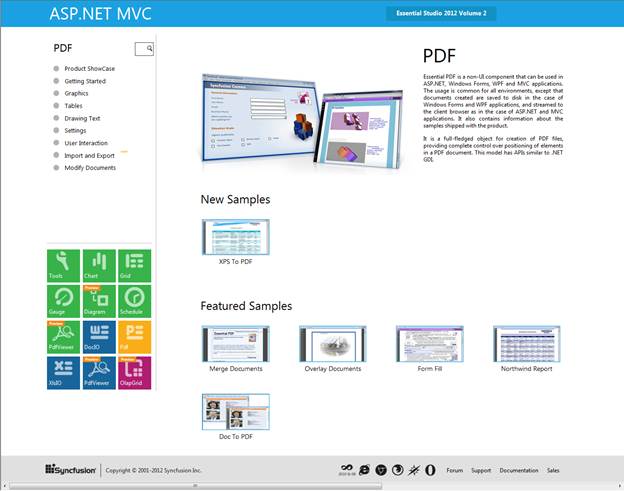 ASP.NET MVC
Essential Studio 2012 Volume 2
PDF
Product ShowCase
Getting Started
Graphics
Tables
Drawing Text
Settings
User Interaction
Import and Export
Modify Documents
PDF
Essential PDF is a non-UI component that can be used in
ASP.NET, Windows Forms, WPF and MVC applications.
The usage is common for all environments, except that
documents created are saved to disk in the case of
Windows Forms and WPF applications, and streamed to
the client browser as in the case of ASP.NET and MVC
applications. It also contains information about the
samples shipped with the product.
It is a full-fledged object for creation of PDF files,
providing complete control over positioning of elements
in a PDF document. This model has APIs similar to .NET
GDI.
New Samples
XPS To PDF
Featured Samples
Merge Documents
Overlay Documents
Form Fill
Northwind Report
Doc To PDF
Tools
Chart
Grid
Gauge
Preview
Diagram
Schedule
Preview
PdfViewer
DocIO
Pdf
XlsIO
Preview
PdfViewer
Preview
OlapGrid
Syncfusion
Copyright © 2001-2012 Syncfusion Inc.
Forum
Support
Documentation
Sales